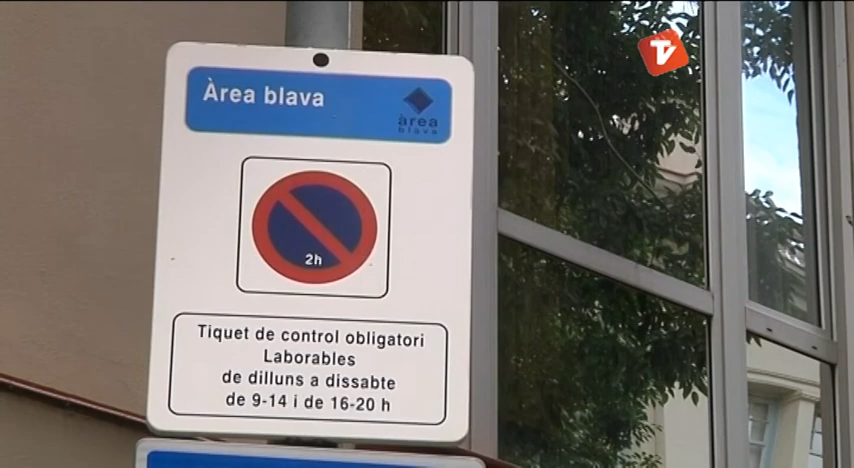 Àrea blava
àrea
blava
2h
Tiquet de control obligatori
Laborables
de dilluns a dissabte
de 9-14 i de 16-20 h
TV